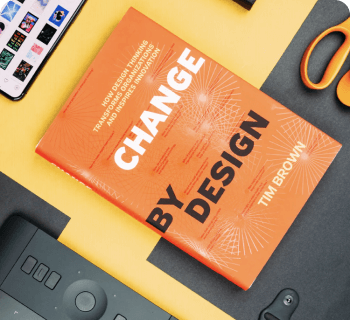 HOW DESIGN THINKING
TRANSFORMS ORGANIZATIONS
AND INSPIRES INNOVATION
CHANGE
BY
DESIGN
TIM BROWN